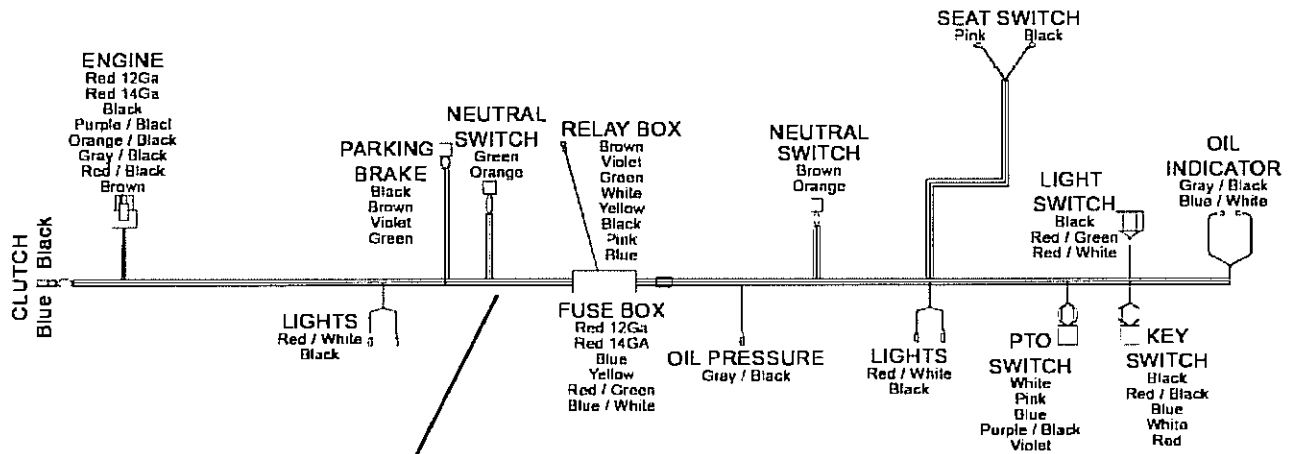 SEAT SWITCH
Pink Black
ENGINE
Red 12Ga
Red 14Ga
Black
Purple / Blacl
Orange / Black
Gray / Black
Red / Black
Brown
PARKING
BRAKE
Black
Brown
Violet
Green
NEUTRAL
SWITCH
Green
Orange
RELAY BOX
Brown
Violet
Green
White
Yellow
Black
Pink
Blue
NEUTRAL
SWITCH
Brown
Orange
LIGHT
SWITCH
Black
Red / Green
Red / White
OIL
INDICATOR
Gray / Black
Blue / White
CLUTCH
Blue Black
LIGHTS
Red / White
Black
FUSE BOX
Red 12Ga
Red 14GA
Blue
Yellow
Red / Green
Blue / White
OIL PRESSURE
Gray / Black
LIGHTS
Red / White
Black
PTO
SWITCH
White
Pink
Blue
Purple / Black
Violet
KEY
SWITCH
Black
Red / Black
Blue
White
Red